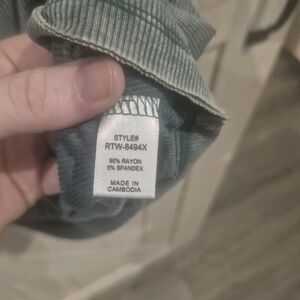 STYLE#
RTW-8494X
95% RAYON
5% SPANDEX
MADE IN
CAMBODIA